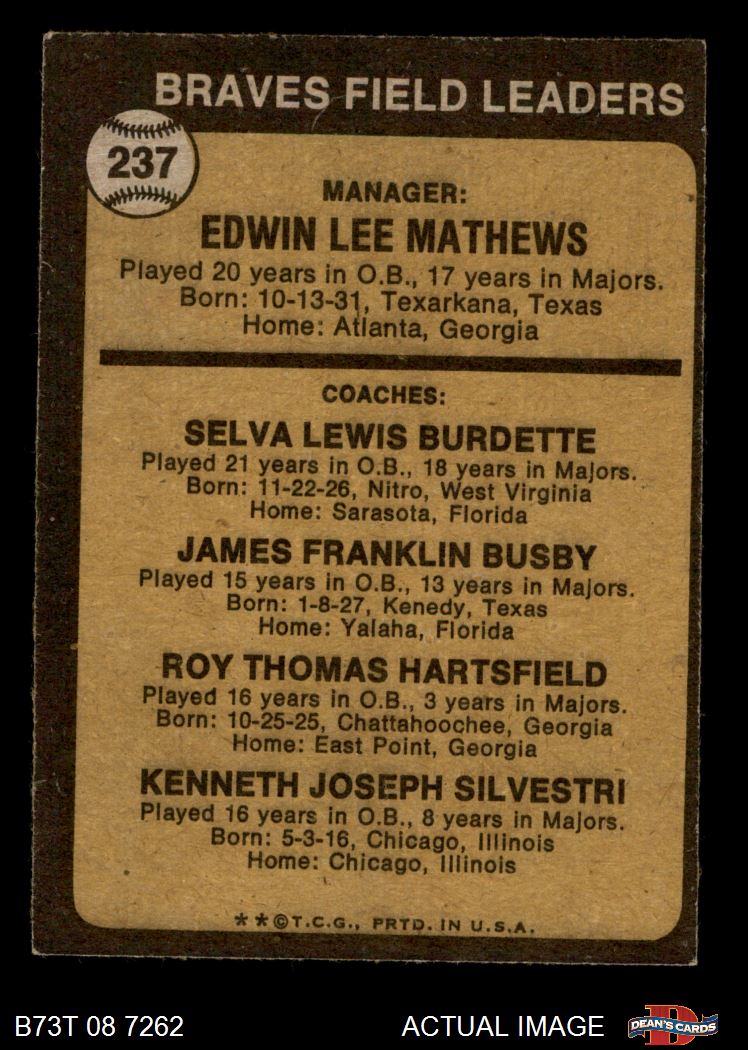 BRAVES FIELD LEADERS
237
MANAGER:
EDWIN LEE MATHEWS
Played 20 years in O.B., 17 years in Majors.
Born: 10-13-31, Texarkana, Texas
Home: Atlanta, Georgia
COACHES:
SELVA LEWIS BURDETTE
Played 21 years in O.B., 18 years in Majors.
Born: 11-22-26, Nitro, West Virginia
Home: Sarasota, Florida
JAMES FRANKLIN BUSBY
Played 15 years in O.B., 13 years in Majors.
Born: 1-8-27, Kenedy, Texas
Home: Yalaha, Florida
ROY THOMAS HARTSFIELD
Played 16 years in O.B., 3 years in Majors.
Born: 10-25-25, Chattahoochee, Georgia
Home: East Point, Georgia
KENNETH JOSEPH SILVESTRI
Played 16 years in O.B., 8 years in Majors.
Born: 5-3-16, Chicago, Illinois
Home: Chicago, Illinois
**©T.C.G., PRTD. IN U.S.A.
B73T 08 7262
ACTUAL IMAGE
D
DEAN'S CARDS